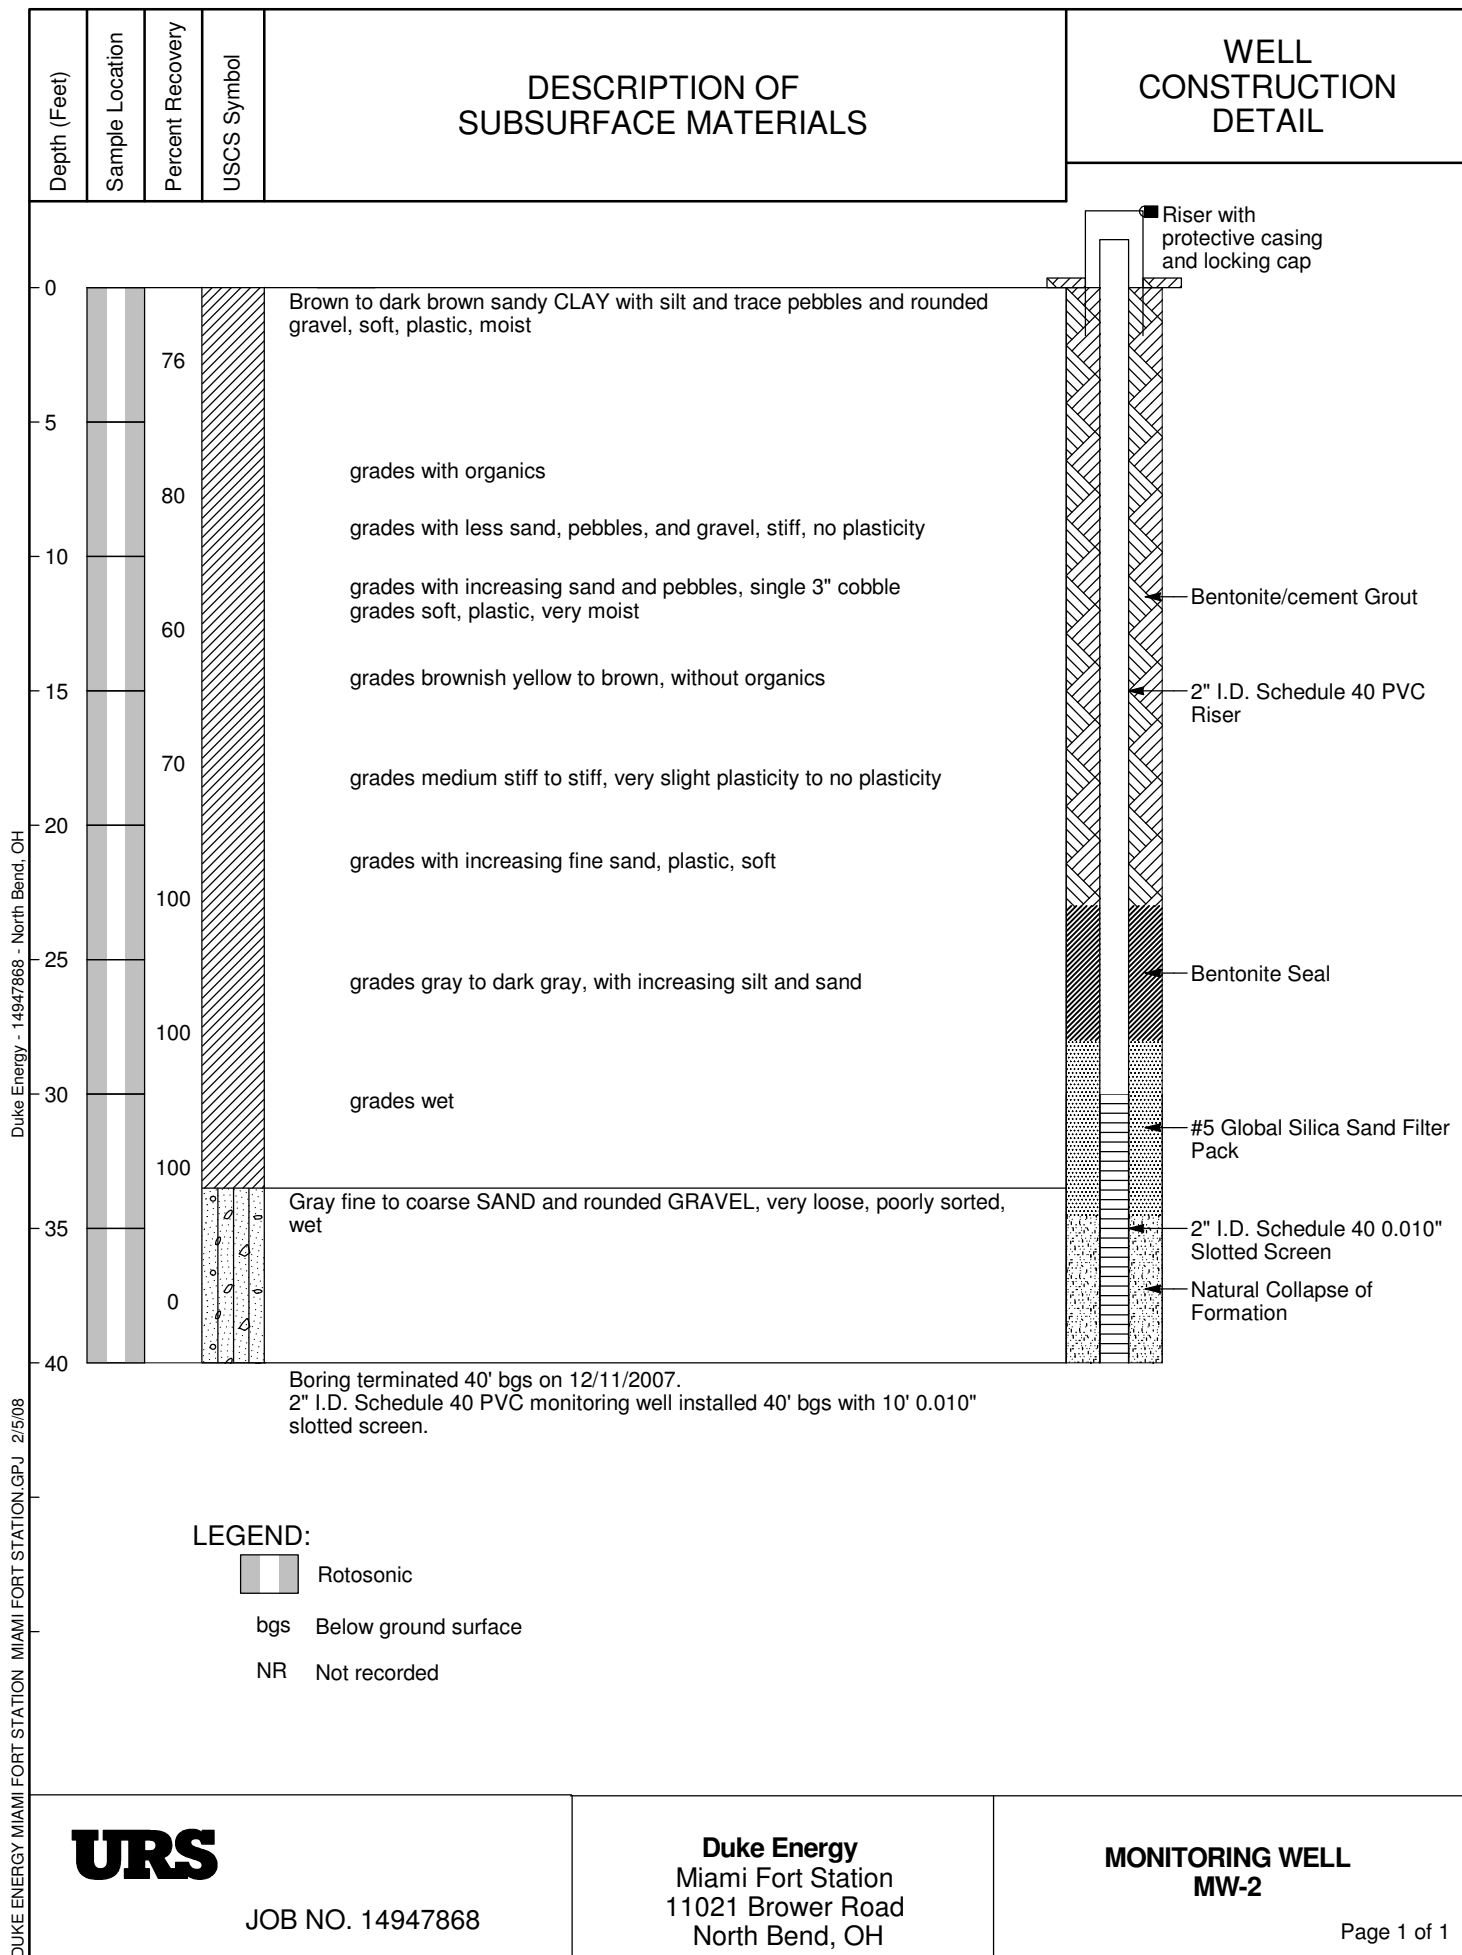 Depth (Feet)
Sample Location
Percent Recovery
USCS Symbol
DESCRIPTION OF
SUBSURFACE MATERIALS
WELL
CONSTRUCTION
DETAIL
Riser with
protective casing
and locking cap
0
Brown to dark brown sandy CLAY with silt and trace pebbles and rounded
gravel, soft, plastic, moist
76
5
grades with organics
80
grades with less sand, pebbles, and gravel, stiff, no plasticity
10
grades with increasing sand and pebbles, single 3" cobble
grades soft, plastic, very moist
Bentonite/cement Grout
60
grades brownish yellow to brown, without organics
15
2" I.D. Schedule 40 PVC
Riser
70
grades medium stiff to stiff, very slight plasticity to no plasticity
20
grades with increasing fine sand, plastic, soft
100
25
grades gray to dark gray, with increasing silt and sand
Bentonite Seal
100
30
grades wet
#5 Global Silica Sand Filter
Pack
100
Gray fine to coarse SAND and rounded GRAVEL, very loose, poorly sorted,
wet
35
2" I.D. Schedule 40 0.010"
Slotted Screen
0
Natural Collapse of
Formation
40
Boring terminated 40' bgs on 12/11/2007.
2" I.D. Schedule 40 PVC monitoring well installed 40' bgs with 10' 0.010"
slotted screen.
LEGEND:
Rotosonic
bgs Below ground surface
NR Not recorded
Duke Energy - 14947868 - North Bend, OH
DUKE ENERGY MIAMI FORT STATION MIAMI FORT STATION.GPJ 2/5/08
URS
JOB NO. 14947868
Duke Energy
Miami Fort Station
11021 Brower Road
North Bend, OH
MONITORING WELL
MW-2
Page 1 of 1